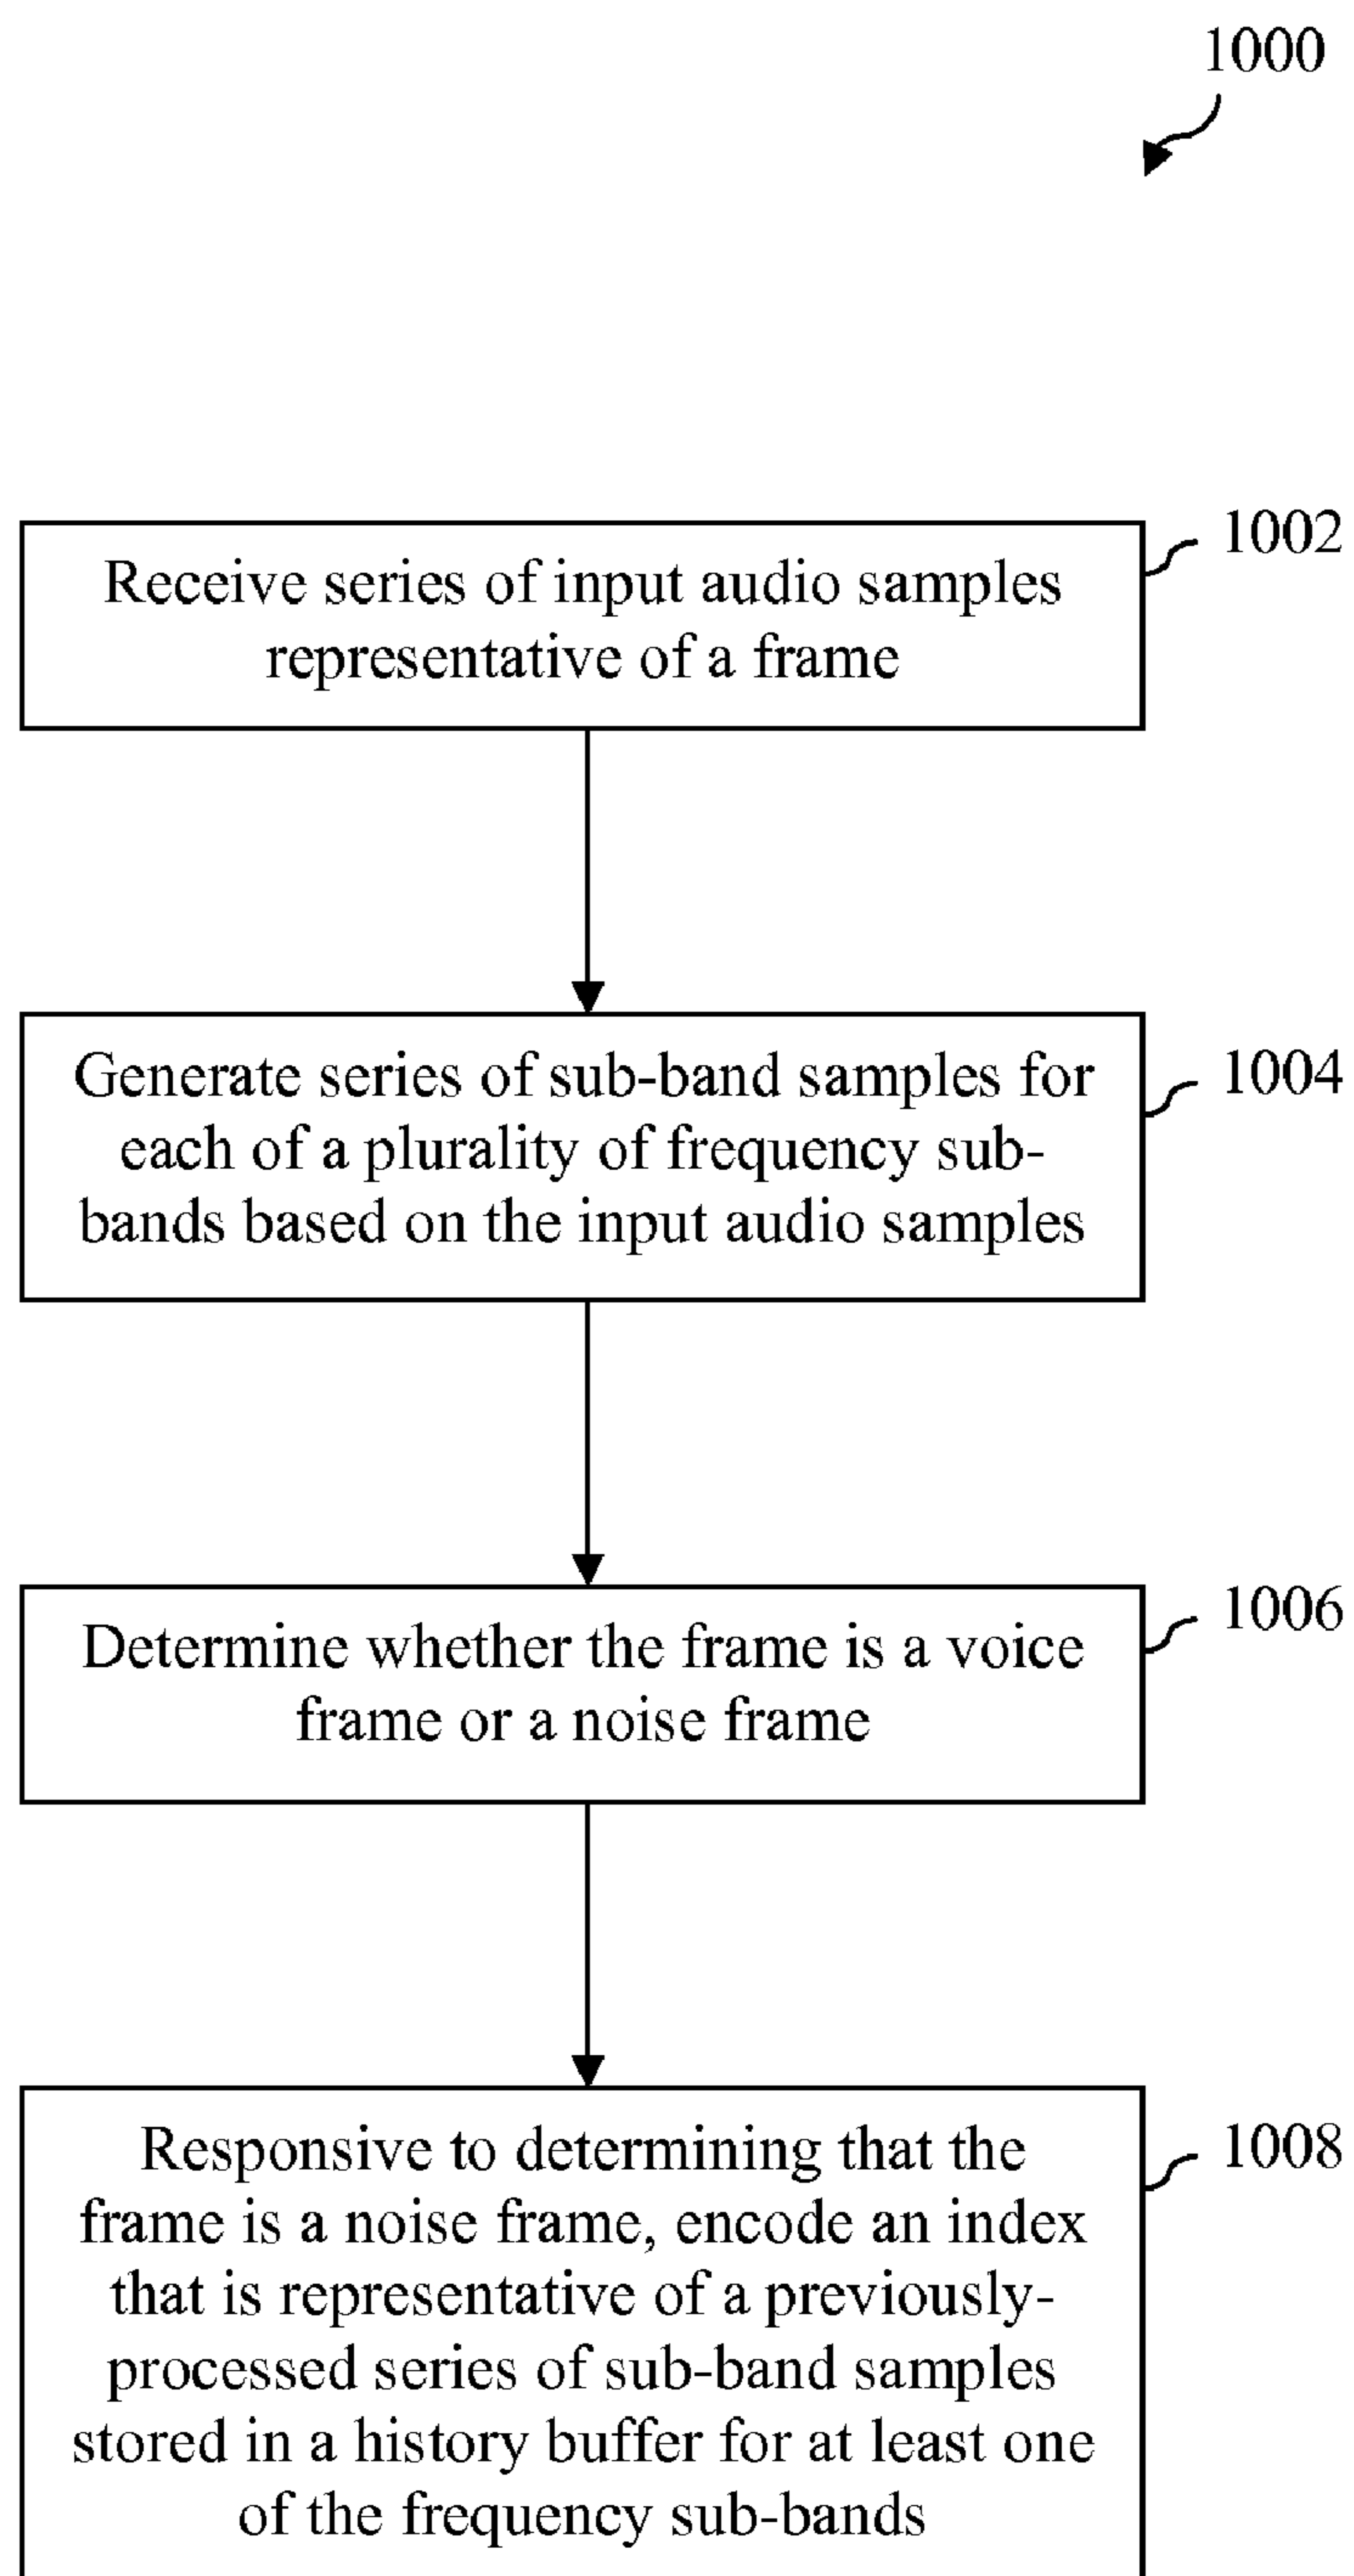 1000
1002
Receive series of input audio samples
representative of a frame
1004
Generate series of sub-band samples for
each of a plurality of frequency sub-
bands based on the input audio samples
1006
Determine whether the frame is a voice
frame or a noise frame
1008
Responsive to determining that the
frame is a noise frame, encode an index
that is representative of a previously-
processed series of sub-band samples
stored in a history buffer for at least one
of the frequency sub-bands